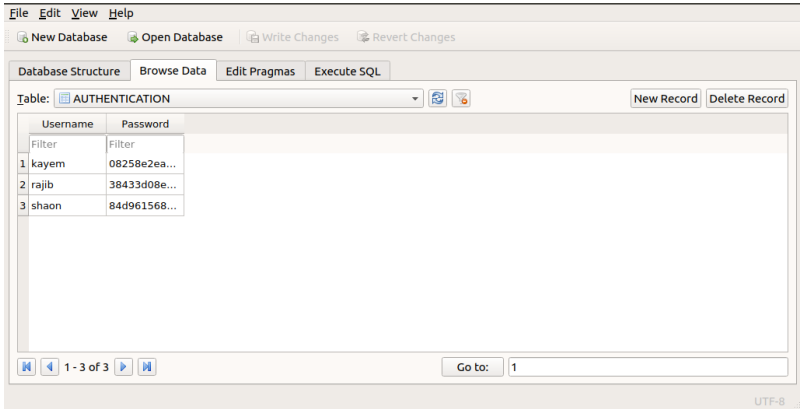 File Edit View Help
New Database Open Database Write Changes Revert Changes
Database Structure Browse Data Edit Pragmas Execute SQL
Table: AUTHENTICATION New Record Delete Record
Username Password
Filter Filter
1 kayem 08258e2ea...
2 rajib 38433d08e...
3 shaon 84d961568...
1 - 3 of 3 Go to: 1
UTF-8